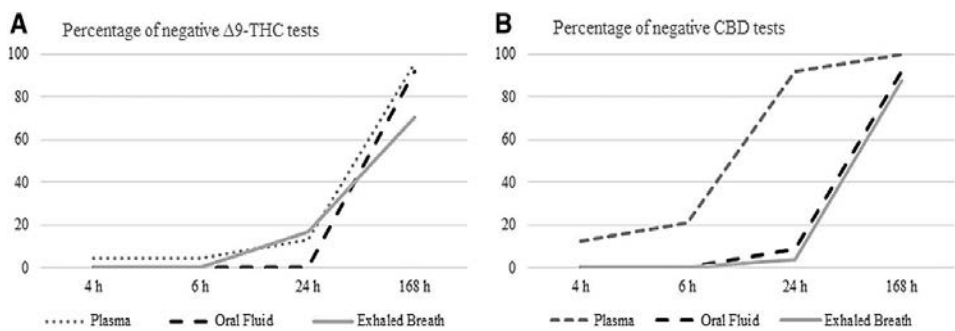 A
Percentage of negative Δ9-THC tests
100
80
60
40
20
0
4 h 6 h 24 h 168 h
Plasma Oral Fluid Exhaled Breath
B
Percentage of negative CBD tests
100
80
60
40
20
0
4 h 6 h 24 h 168 h
Plasma Oral Fluid Exhaled Breath